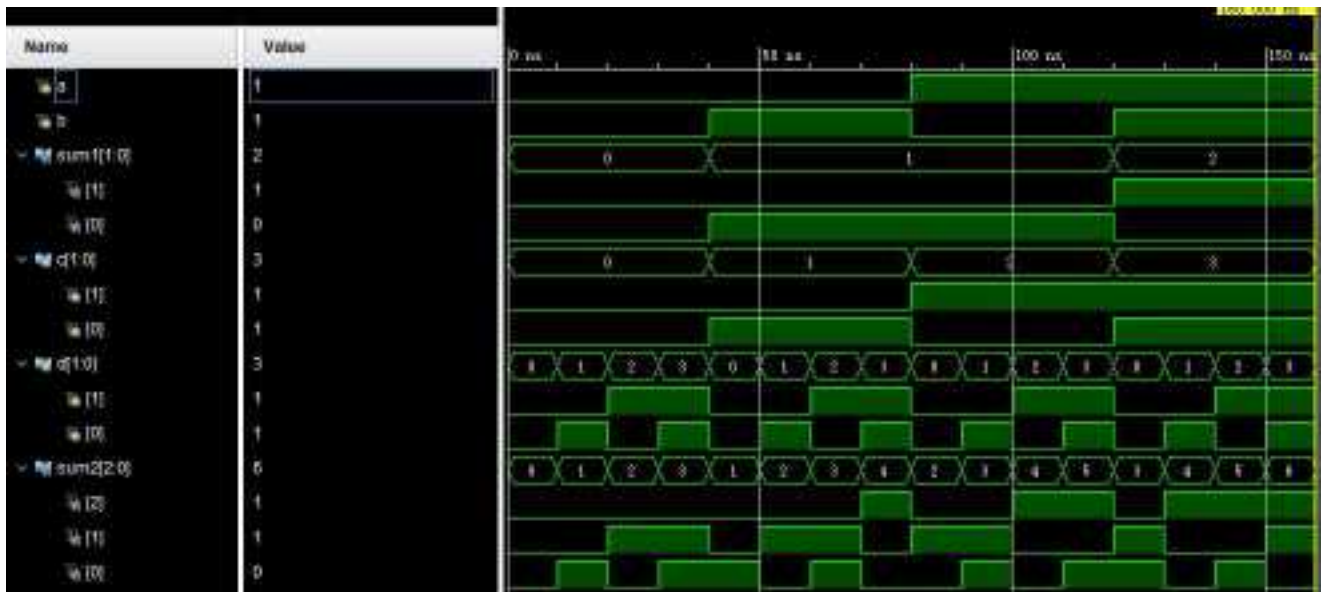 Name Value
0 ns 50 ns 100 ns 150 ns
a 1
b 1
sum1[1:0] 2 0 1 2
[1] 1
[0] 0
c[1:0] 3 0 1 2 3
[1] 1
[0] 1
d[1:0] 3 0 1 2 3 0 1 2 3 0 1 2 3 0 1 2 3
[1] 1
[0] 1
sum2[2:0] 6 0 1 2 3 1 2 3 4 2 3 4 5 3 4 5 6
[2] 1
[1] 1
[0] 0